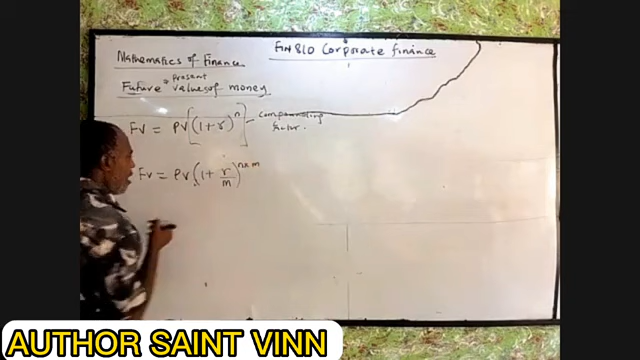 FIN 810 Corporate finance
Mathematics of Finance
Future & Present values of money
FV = PV[(1+r)^n] Compounding
factor.
FV = PV(1+ r/m)^nxm
AUTHOR SAINT VINN